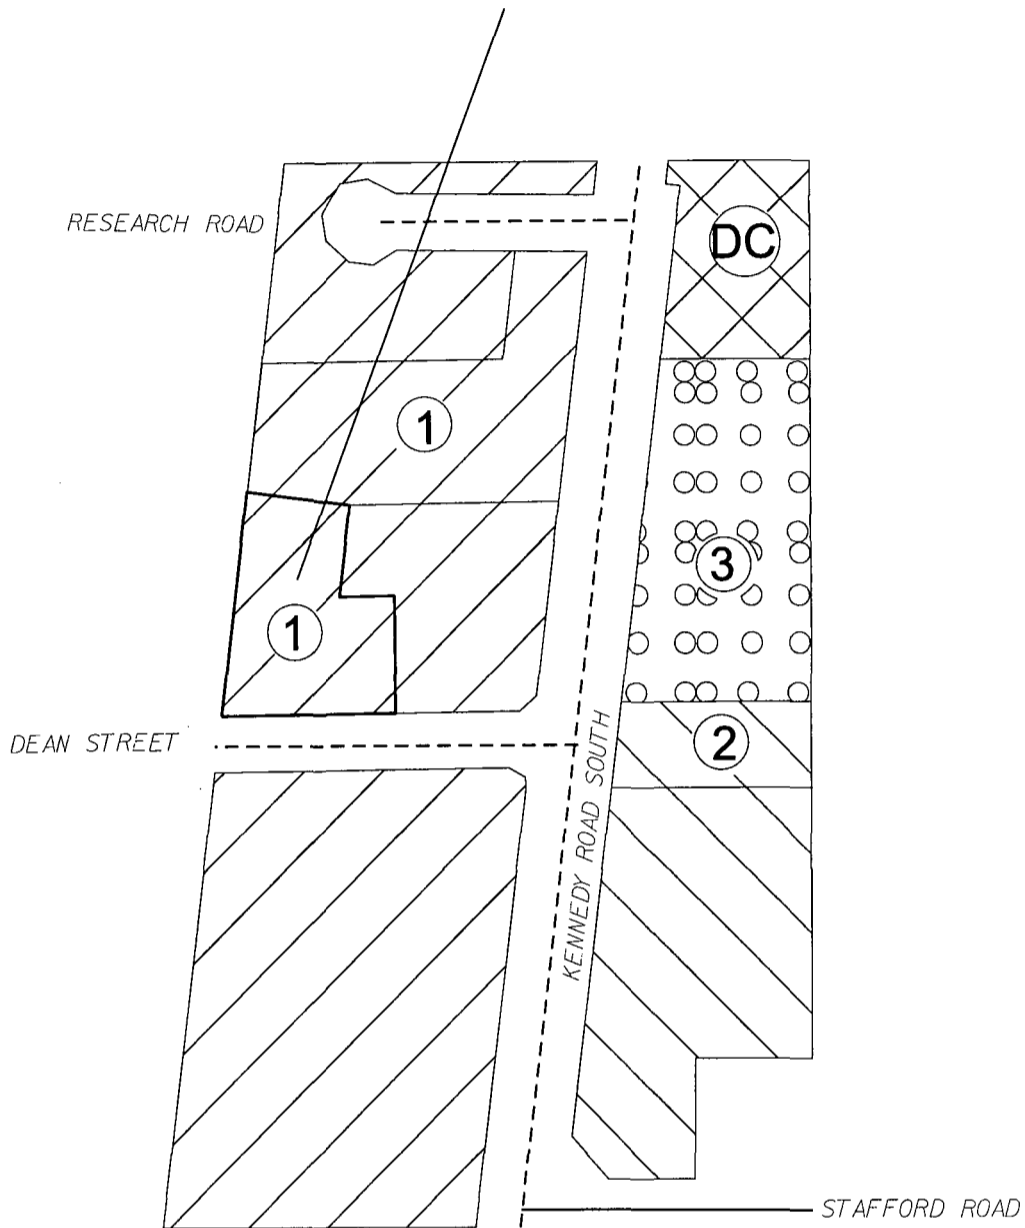 RESEARCH ROAD
DC
1
3
1
DEAN STREET
2
KENNEDY ROAD SOUTH
STAFFORD ROAD